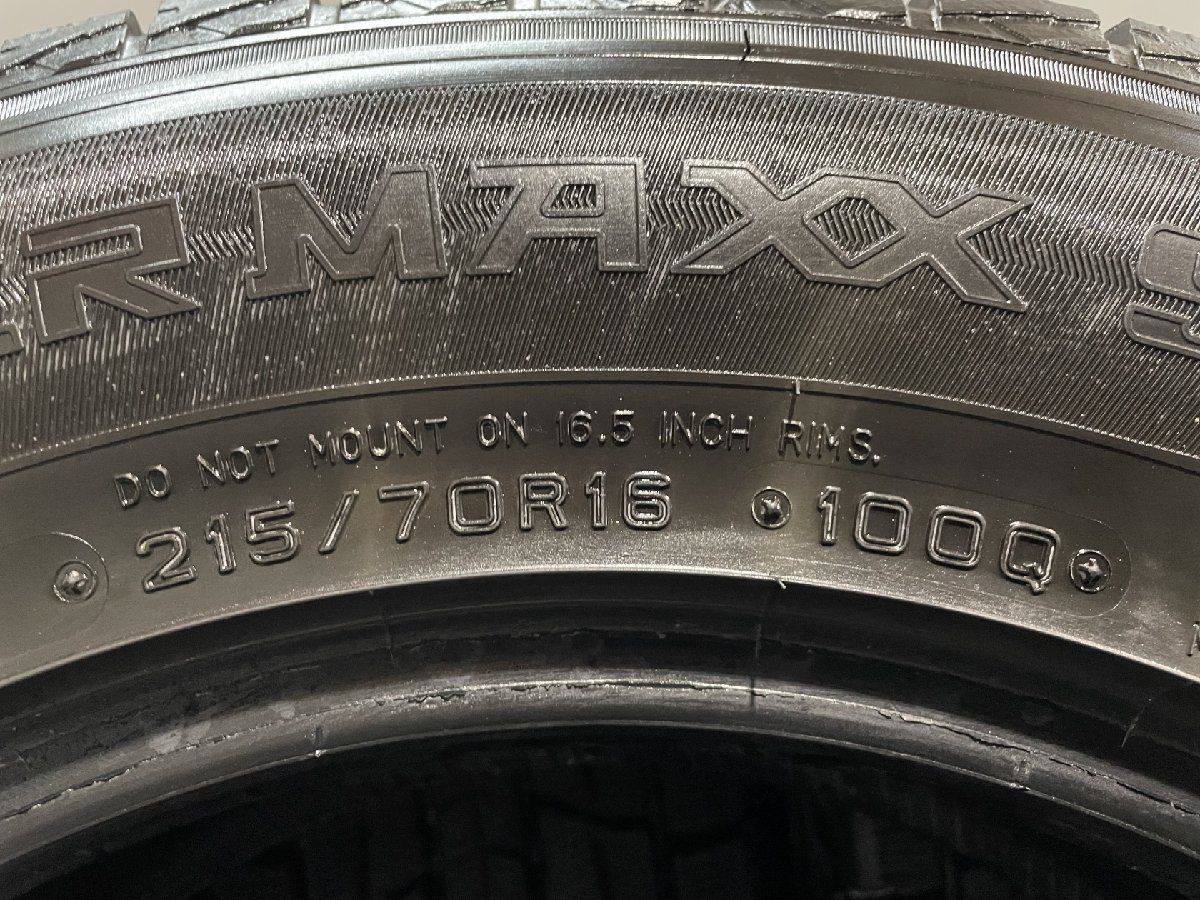 RMAXX
DO NOT MOUNT ON 16.5 INCH RIMS.
215/70R16 100Q